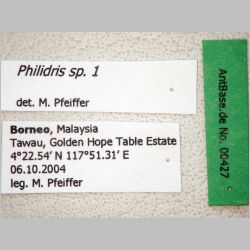 Philidris sp. 1
det. M. Pfeiffer
Borneo, Malaysia
Tawau, Golden Hope Table Estate
4°22.54' N 117°51.31' E
06.10.2004
leg. M. Pfeiffer
AntBase.de No. 00427